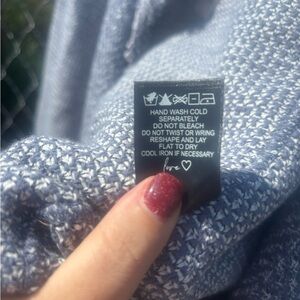 HAND WASH COLD
SEPARATELY
DO NOT BLEACH
DO NOT TWIST OR WRING
RESHAPE AND LAY
FLAT TO DRY
COOL IRON IF NECESSARY
love